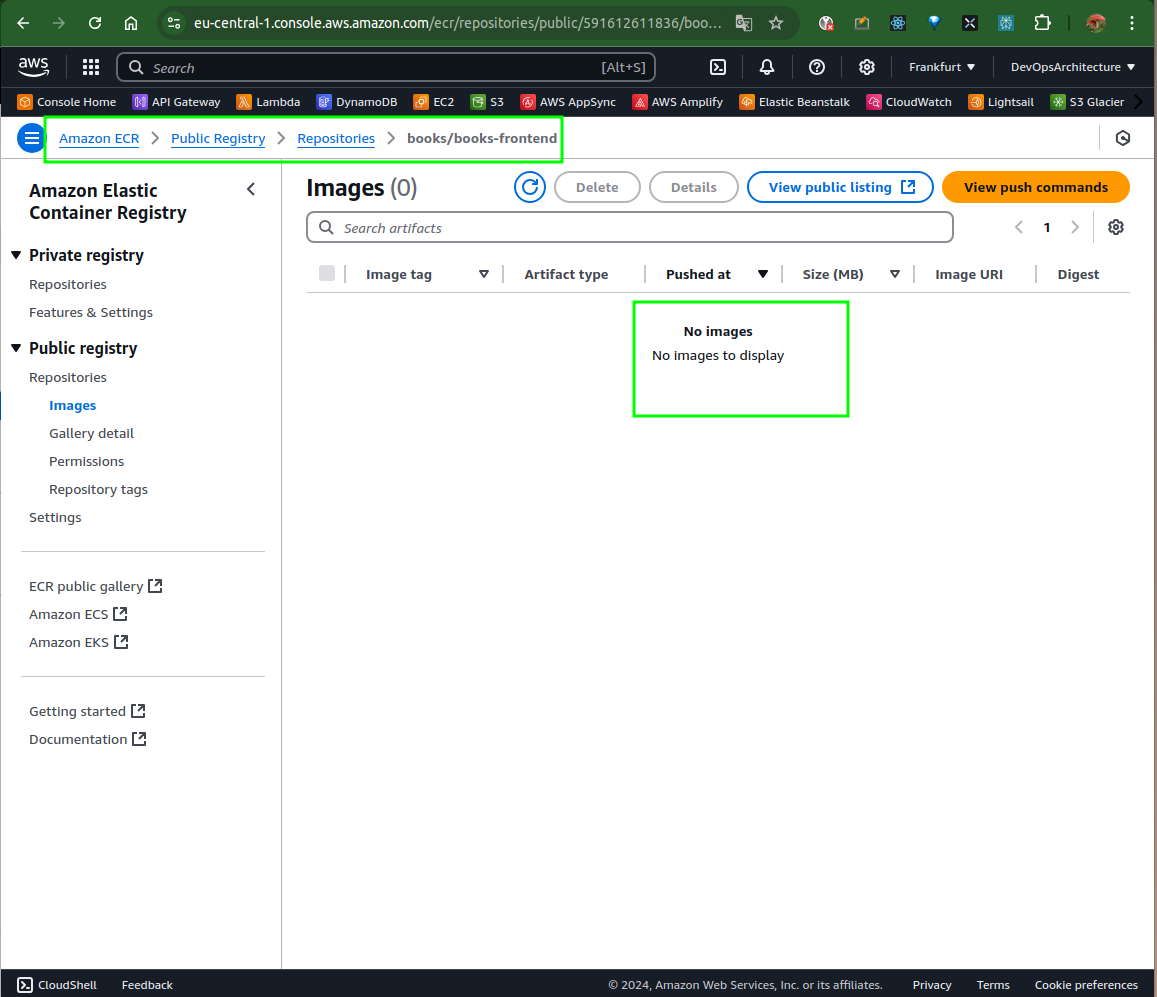 eu-central-1.console.aws.amazon.com/ecr/repositories/public/591612611836/boo...
aws
Search
[Alt+S]
Frankfurt
DevOpsArchitecture
Console Home
API Gateway
Lambda
DynamoDB
EC2
S3
AWS AppSync
AWS Amplify
Elastic Beanstalk
CloudWatch
Lightsail
S3 Glacier
Amazon ECR
Public Registry
Repositories
books/books-frontend
Amazon Elastic
Container Registry
Private registry
Repositories
Features & Settings
Public registry
Repositories
Images
Gallery detail
Permissions
Repository tags
Settings
ECR public gallery
Amazon ECS
Amazon EKS
Getting started
Documentation
Images (0)
Delete
Details
View public listing
View push commands
Search artifacts
1
Image tag
Artifact type
Pushed at
Size (MB)
Image URI
Digest
No images
No images to display
CloudShell
Feedback
© 2024, Amazon Web Services, Inc. or its affiliates.
Privacy
Terms
Cookie preferences